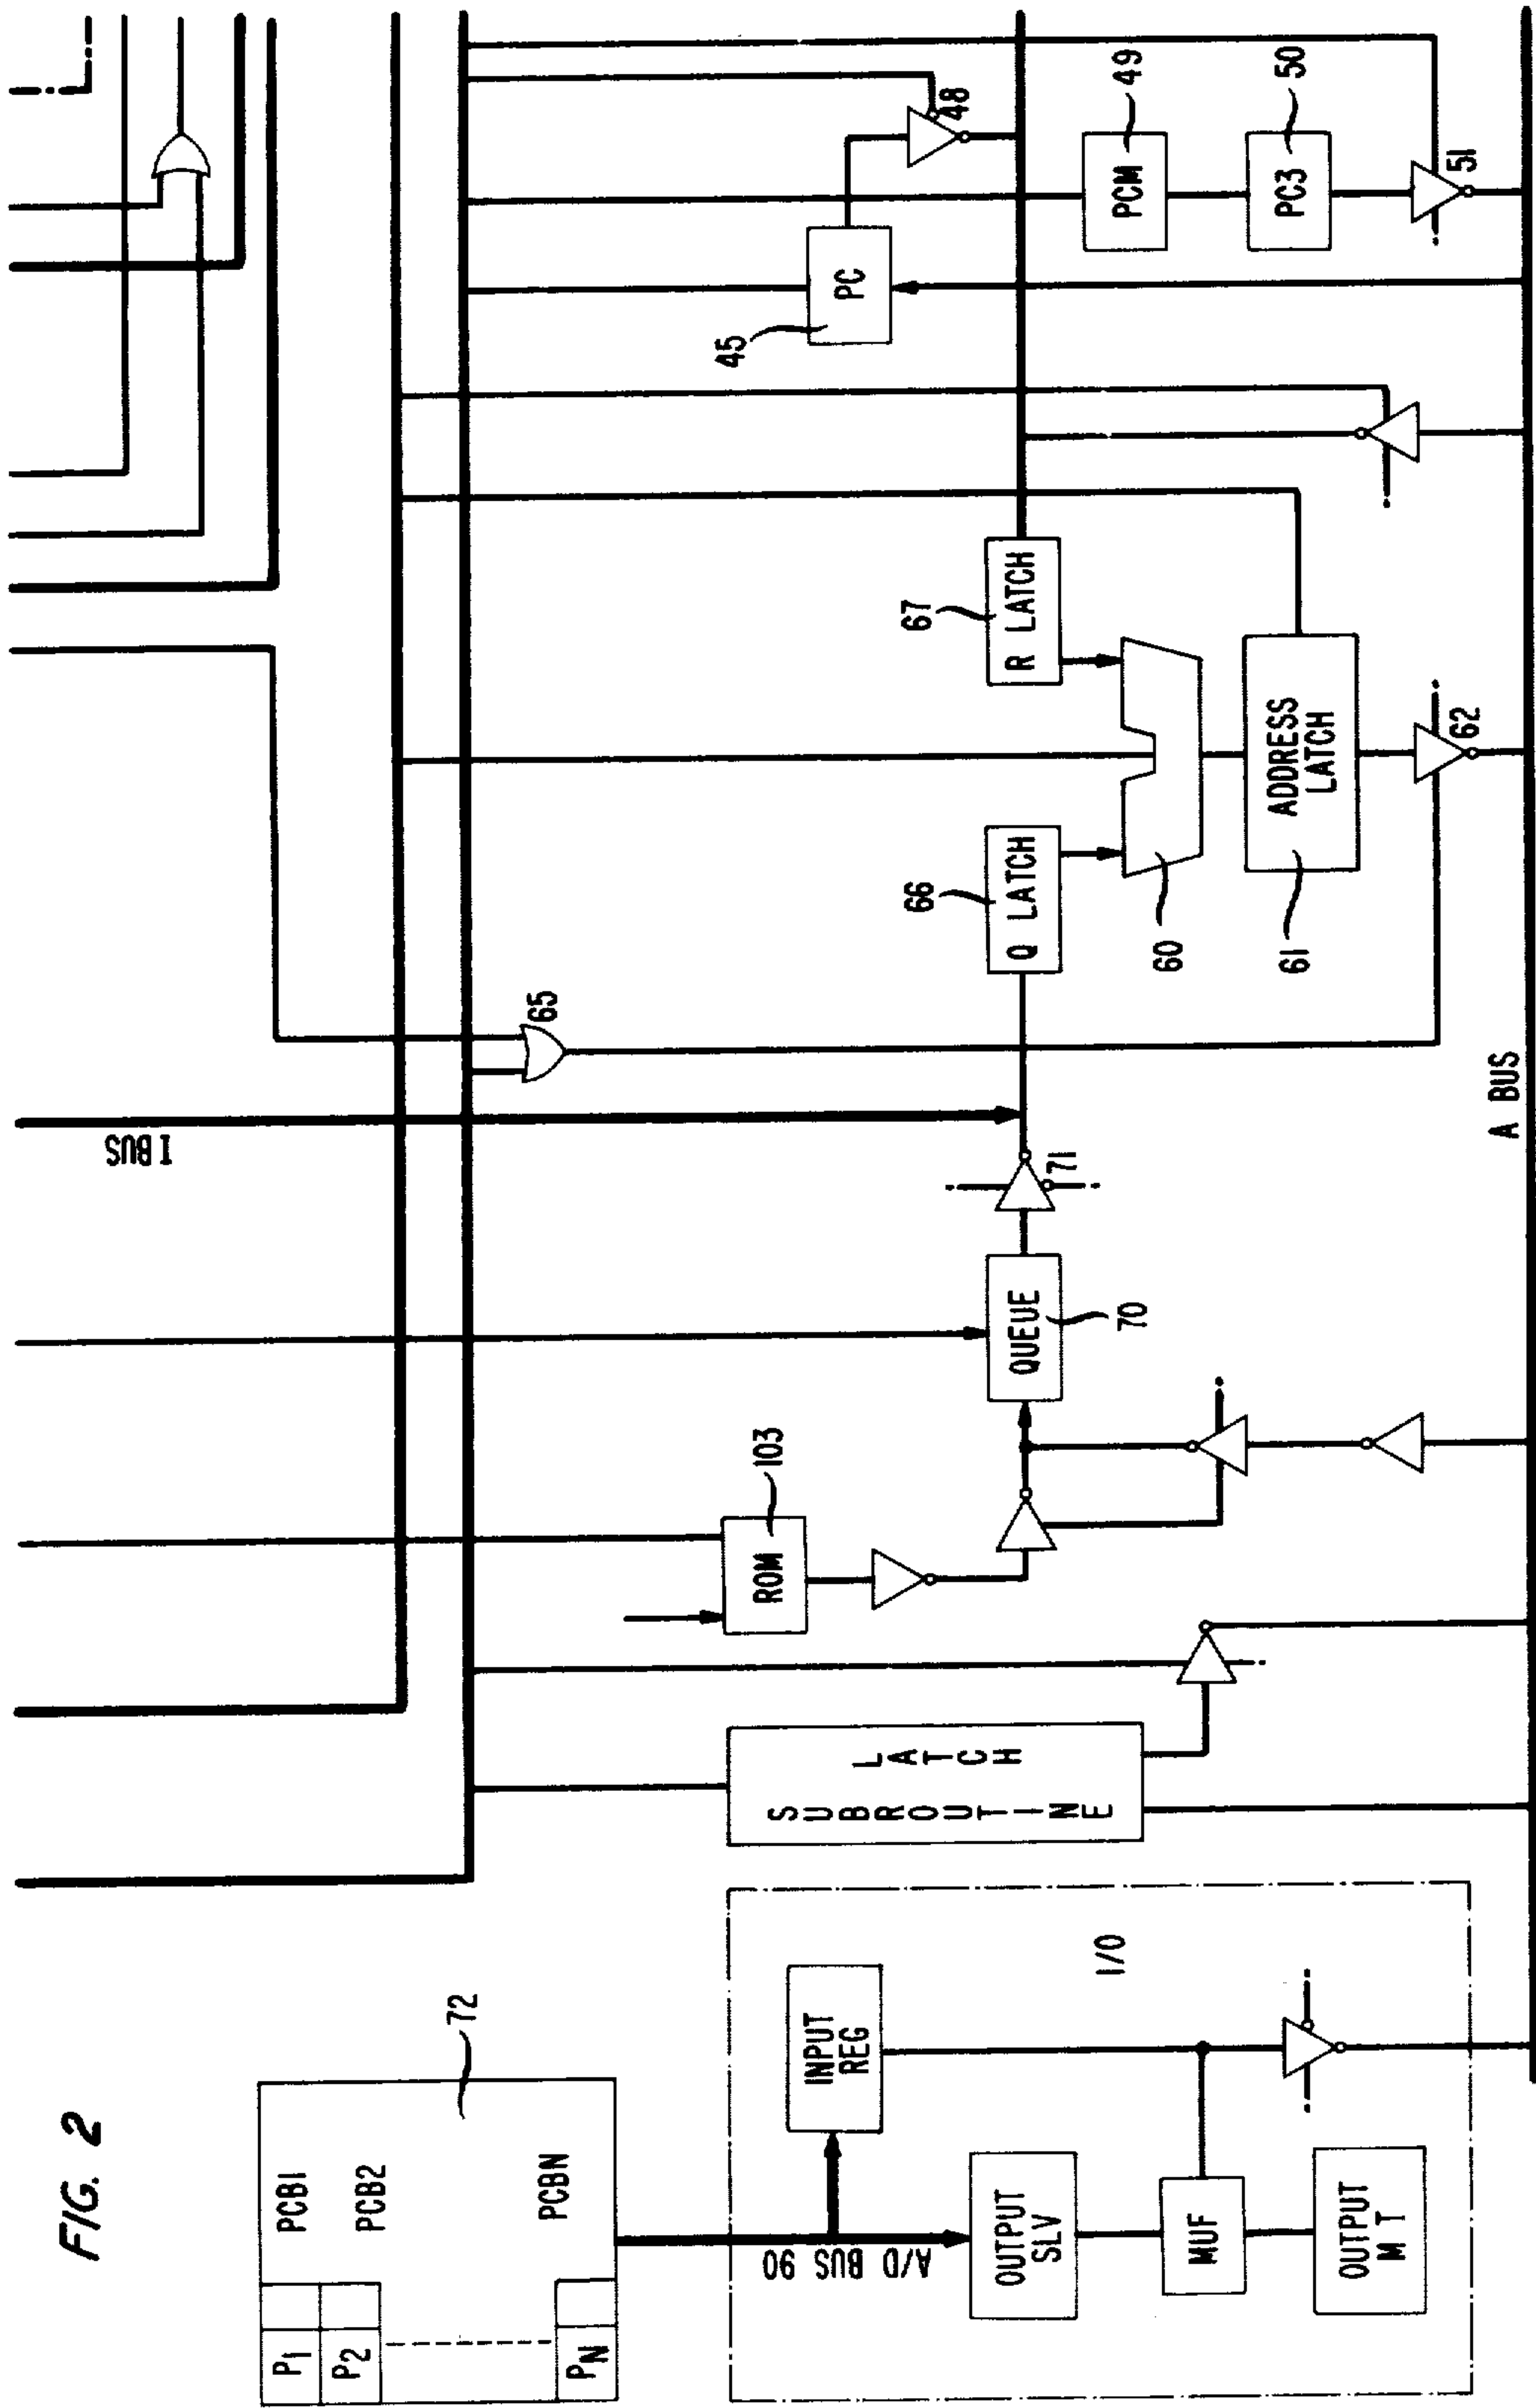 FIG. 2
P1
P2
PN
PCB1
PCB2
PCBN
72
A/D BUS 90
INPUT
REG
OUTPUT
SLV
MUF
OUTPUT
M T
I/O
SUBROUTINE
LATCH
ROM
103
QUEUE
70
71
I BUS
65
66
Q LATCH
67
R LATCH
60
ADDRESS
LATCH
61
62
A BUS
45
PC
48
PCM
49
PC3
50
51